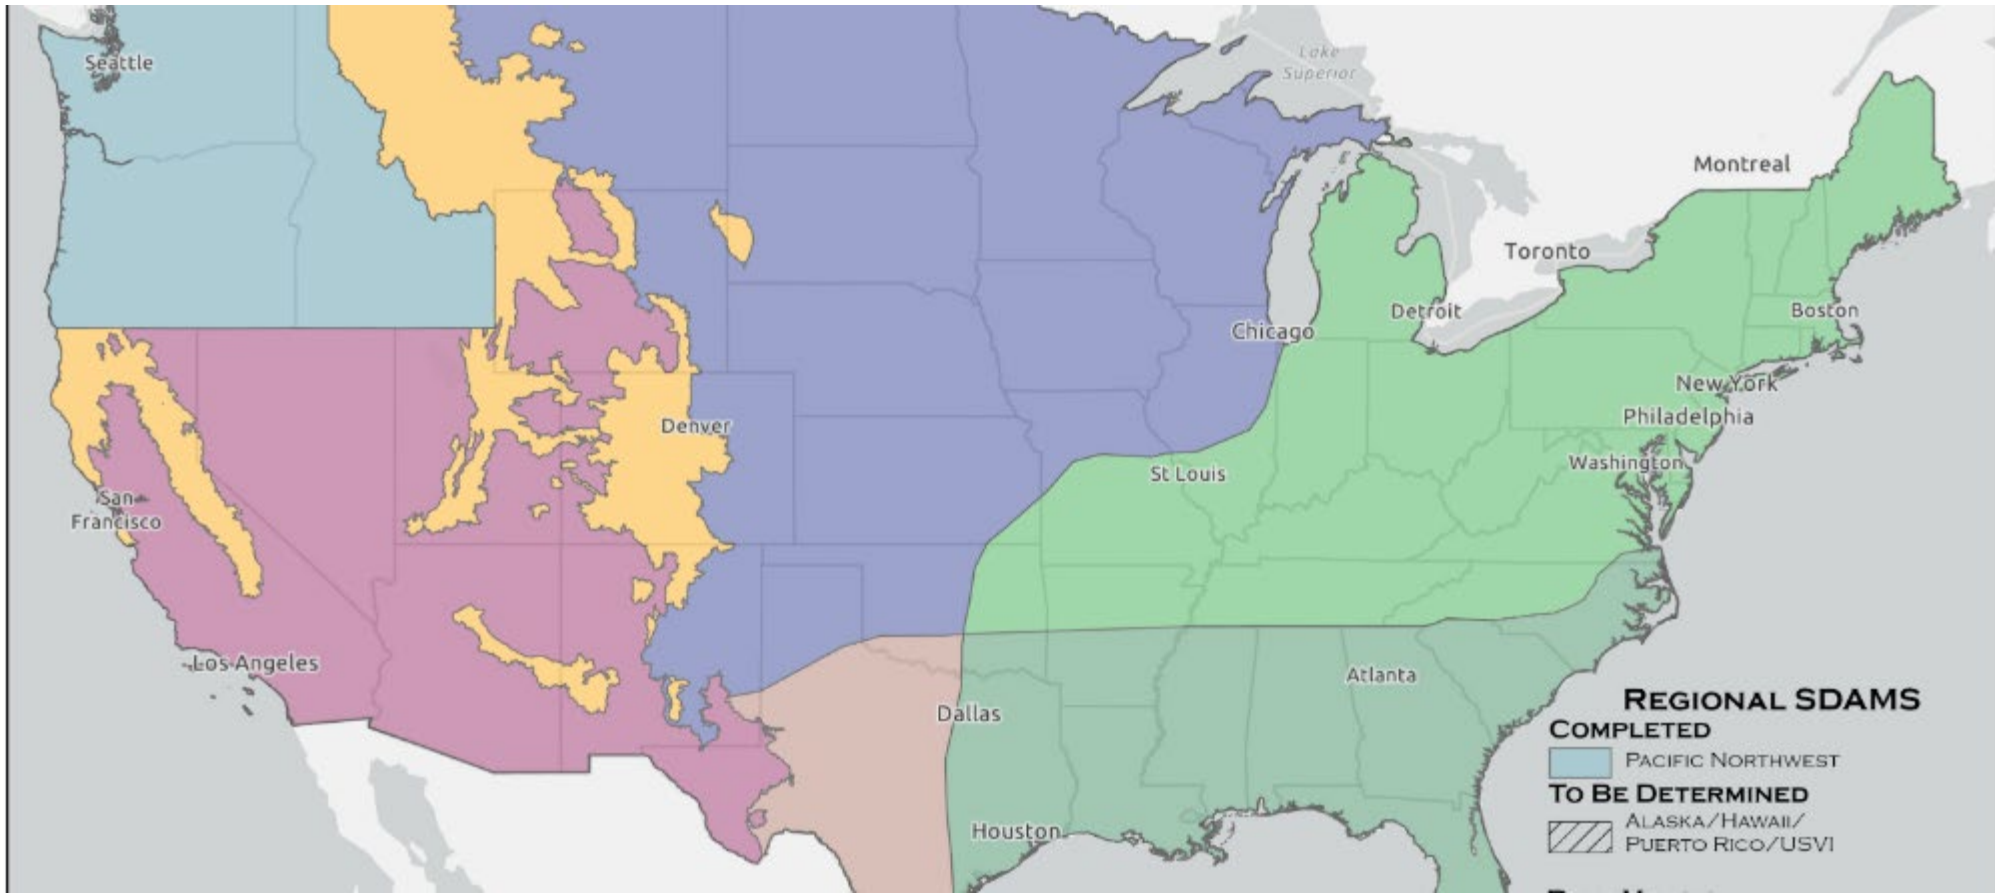 Lake
Superior
Seattle
Montreal
Toronto
Detroit
Boston
Chicago
New York
Philadelphia
Denver
Washington
St Louis
San
Francisco
Los Angeles
Atlanta
Dallas
Houston
REGIONAL SDAMS
COMPLETED
PACIFIC NORTHWEST
TO BE DETERMINED
ALASKA/HAWAII/
PUERTO RICO/USVI